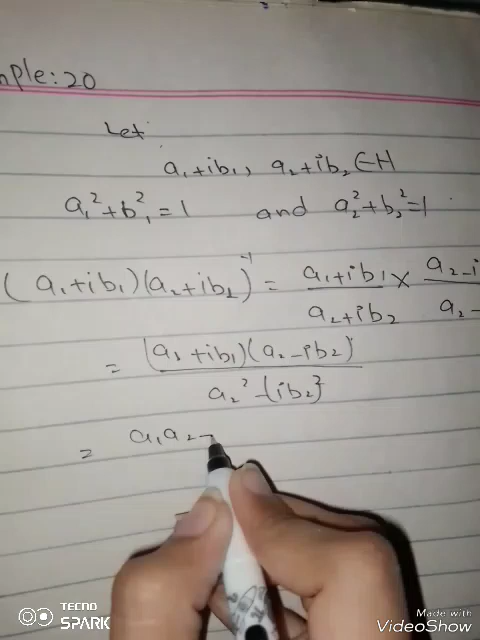 mple:20
Let
a₁+ib₁, a₂+ib₂ ∈ H
a₁²+b₁²=1 and a₂²+b₂²=1
(a₁+ib₁)(a₂+ib₂)⁻¹ = (a₁+ib₁)/(a₂+ib₂) × (a₂-i/a₂-
= (a₁+ib₁)(a₂-ib₂)/a₂²-(ib₂)²
= a₁a₂-
TECNO
SPARK
Made with
VideoShow